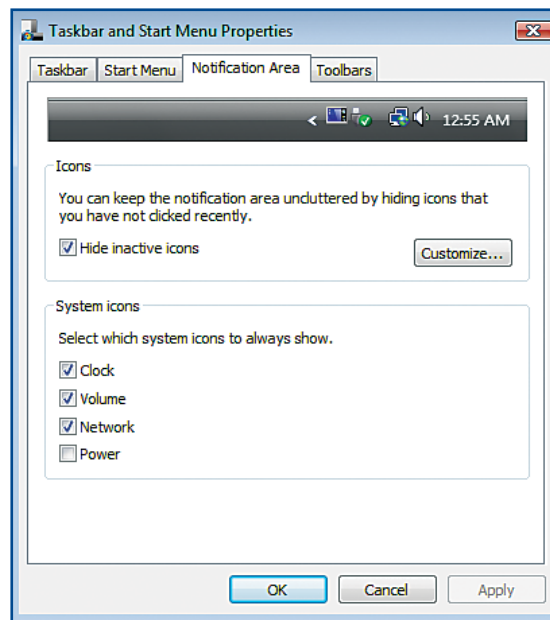 Taskbar and Start Menu Properties
Taskbar Start Menu Notification Area Toolbars
12:55 AM
Icons
You can keep the notification area uncluttered by hiding icons that
you have not clicked recently.
Hide inactive icons
Customize...
System icons
Select which system icons to always show.
Clock
Volume
Network
Power
OK Cancel Apply